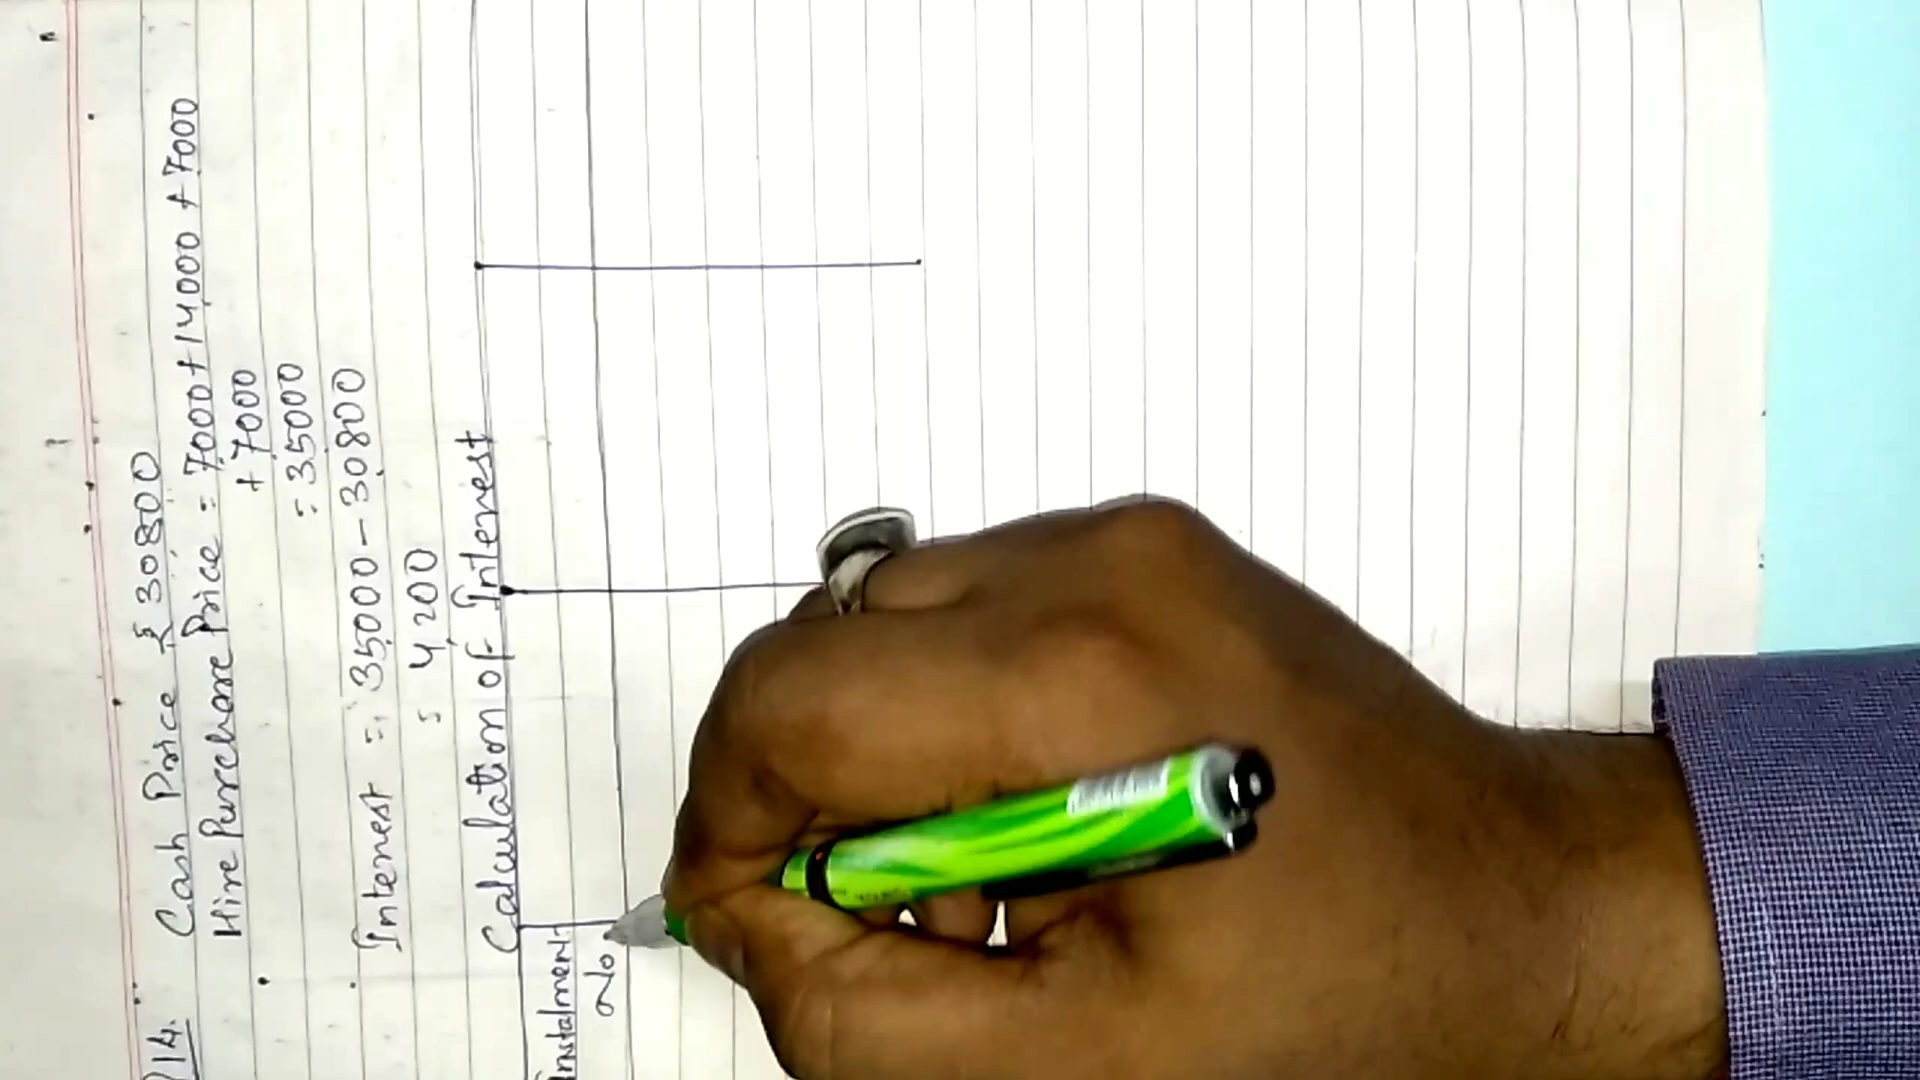 14. Cash Price ₹ 30800
Hire Purchase Price = 7000+14000+7000
+7000
= 35000
Interest = 35000-30800
= 4200
Calculation of Interest
Instalment
No.